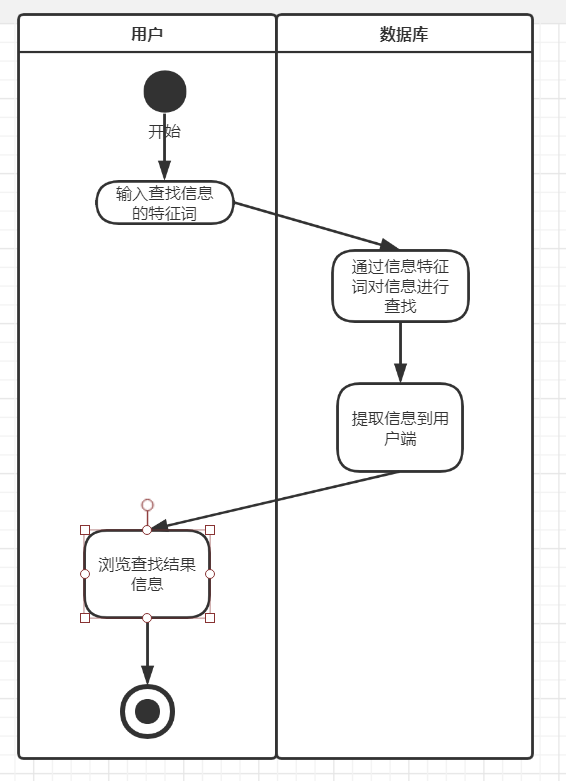 用户
数据库
开始
输入查找信息
的特征词
通过信息特征
词对信息进行
查找
提取信息到用
户端
浏览查找结果
信息